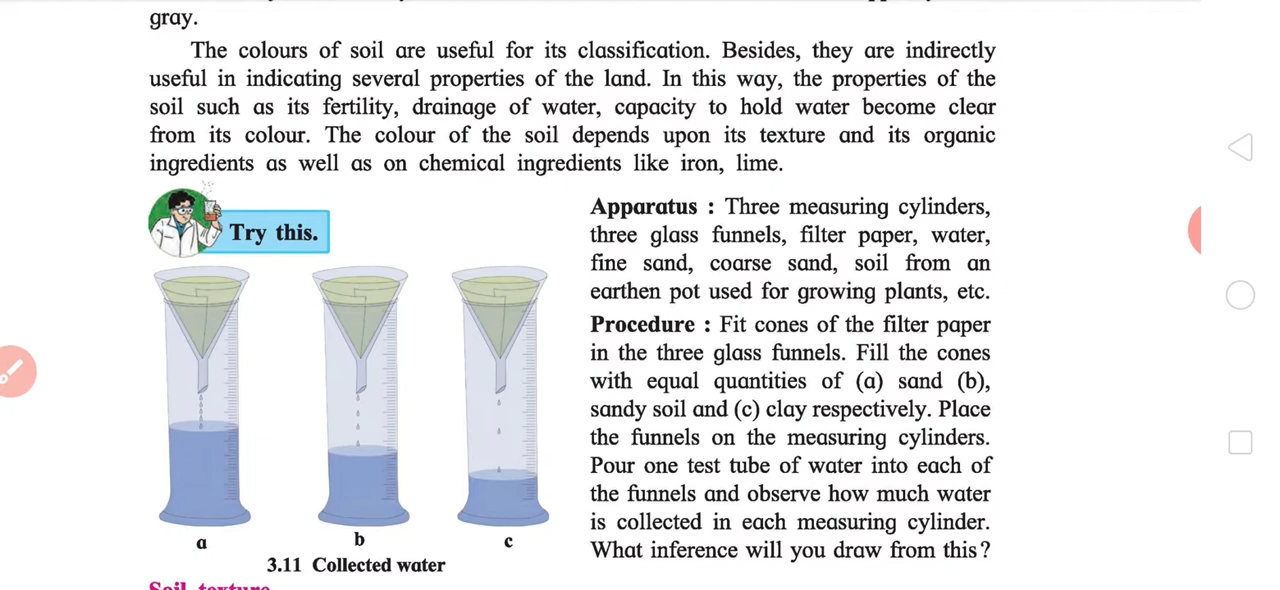 gray.
The colours of soil are useful for its classification. Besides, they are indirectly
useful in indicating several properties of the land. In this way, the properties of the
soil such as its fertility, drainage of water, capacity to hold water become clear
from its colour. The colour of the soil depends upon its texture and its organic
ingredients as well as on chemical ingredients like iron, lime.
Try this.
a
b
c
3.11 Collected water
Apparatus : Three measuring cylinders,
three glass funnels, filter paper, water,
fine sand, coarse sand, soil from an
earthen pot used for growing plants, etc.
Procedure : Fit cones of the filter paper
in the three glass funnels. Fill the cones
with equal quantities of (a) sand (b),
sandy soil and (c) clay respectively. Place
the funnels on the measuring cylinders.
Pour one test tube of water into each of
the funnels and observe how much water
is collected in each measuring cylinder.
What inference will you draw from this?
Soil texture